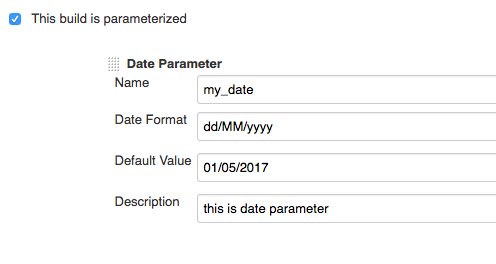 This build is parameterized
Date Parameter
Name my_date
Date Format dd/MM/yyyy
Default Value 01/05/2017
Description this is date parameter